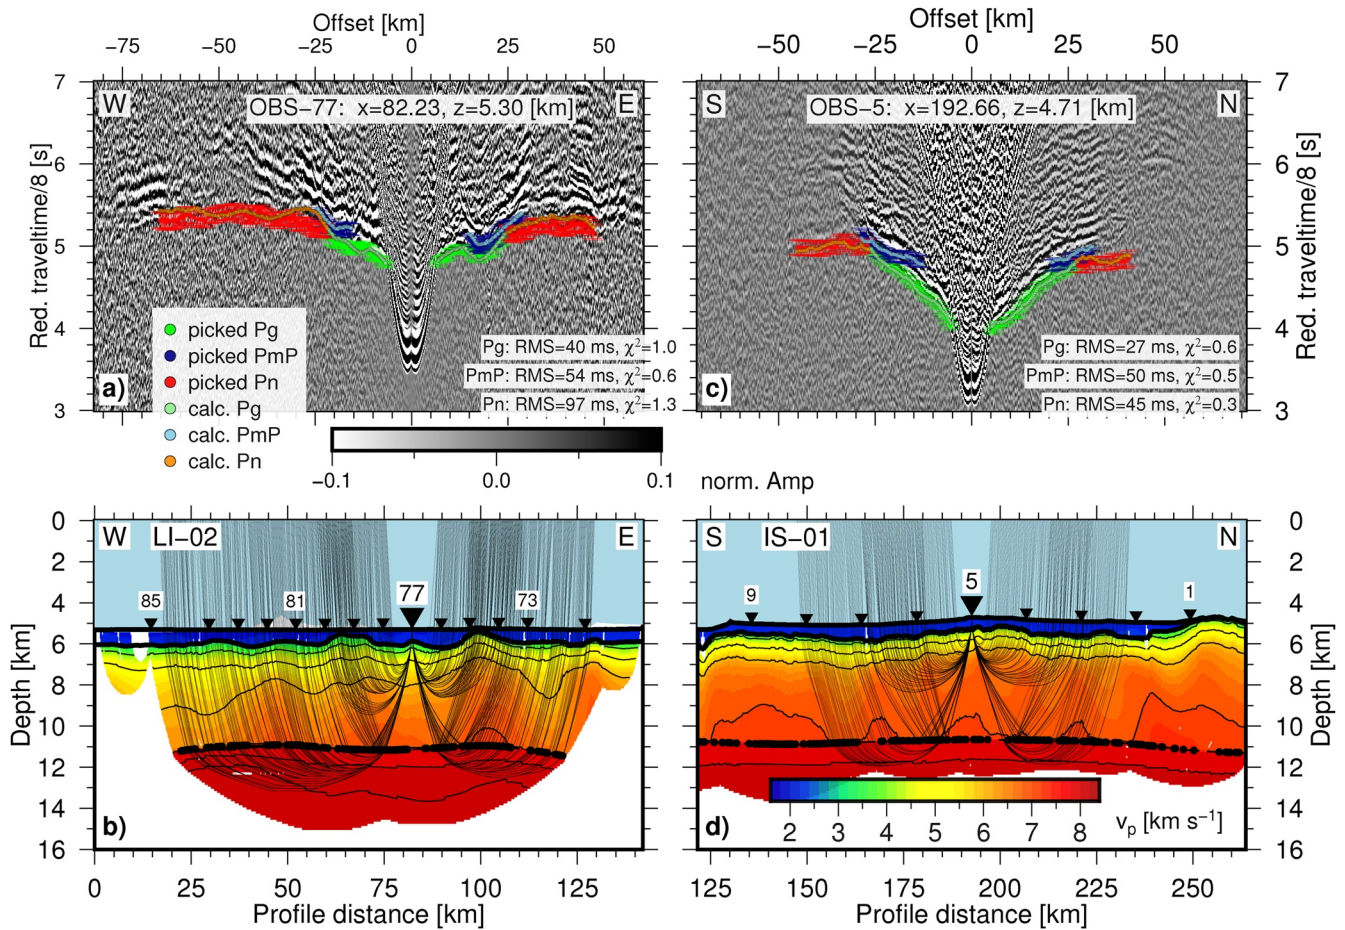 Offset [km]
−75 −50 −25 0 25 50
Offset [km]
−50 −25 0 25 50
7
6
5
4
3
Red. traveltime/8 [s]
W
OBS−77: x=82.23, z=5.30 [km]
E
picked Pg
picked PmP
picked Pn
calc. Pg
calc. PmP
calc. Pn
a)
Pg: RMS=40 ms, χ²=1.0
PmP: RMS=54 ms, χ²=0.6
Pn: RMS=97 ms, χ²=1.3
S
OBS−5: x=192.66, z=4.71 [km]
N
c)
Pg: RMS=27 ms, χ²=0.6
PmP: RMS=50 ms, χ²=0.5
Pn: RMS=45 ms, χ²=0.3
7
6
5
4
3
Red. traveltime/8 [s]
−0.1 0.0 0.1
norm. Amp
0
2
4
6
8
10
12
14
16
Depth [km]
W
LI−02
E
85
81
77
73
b)
0 25 50 75 100 125
Profile distance [km]
S
IS−01
N
9
5
1
d)
2 3 4 5 6 7 8
vₚ [km s⁻¹]
0
2
4
6
8
10
12
14
16
Depth [km]
125 150 175 200 225 250
Profile distance [km]